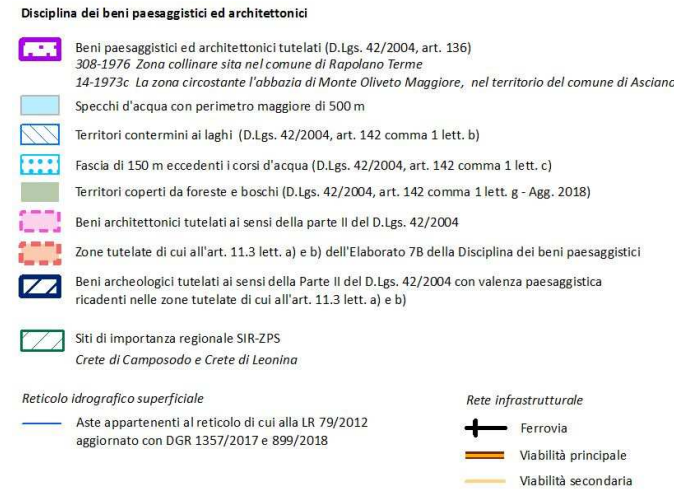 Disciplina dei beni paesaggistici ed architettonici
Beni paesaggistici ed architettonici tutelati (D.Lgs. 42/2004, art. 136)
308-1976 Zona collinare sita nel comune di Rapolano Terme
14-1973c La zona circostante l'abbazia di Monte Oliveto Maggiore, nel territorio del comune di Asciano
Specchi d'acqua con perimetro maggiore di 500 m
Territori contermini ai laghi (D.Lgs. 42/2004, art. 142 comma 1 lett. b)
Fascia di 150 m eccedenti i corsi d'acqua (D.Lgs. 42/2004, art. 142 comma 1 lett. c)
Territori coperti da foreste e boschi (D.Lgs. 42/2004, art. 142 comma 1 lett. g - Agg. 2018)
Beni architettonici tutelati ai sensi della parte II del D.Lgs. 42/2004
Zone tutelate di cui all'art. 11.3 lett. a) e b) dell'Elaborato 7B della Disciplina dei beni paesaggistici
Beni archeologici tutelati ai sensi della Parte II del D.Lgs. 42/2004 con valenza paesaggistica
ricadenti nelle zone tutelate di cui all'art. 11.3 lett. a) e b)
Siti di importanza regionale SIR-ZPS
Crete di Camposodo e Crete di Leonina
Reticolo idrografico superficiale
Aste appartenenti al reticolo di cui alla LR 79/2012
aggiornato con DGR 1357/2017 e 899/2018
Rete infrastrutturale
Ferrovia
Viabilità principale
Viabilità secondaria